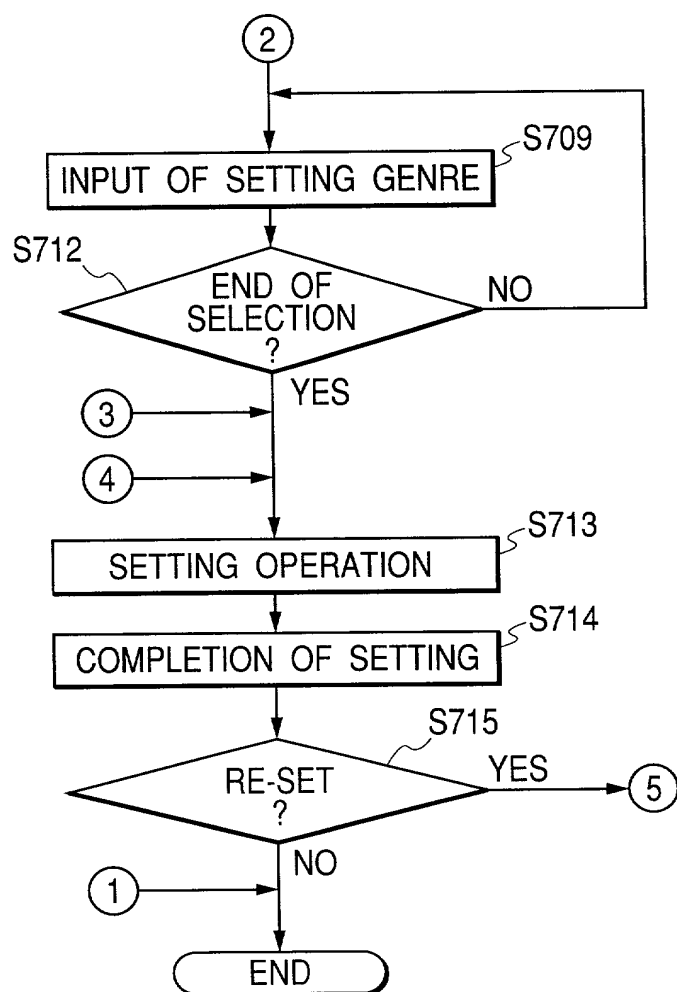 2
S709
INPUT OF SETTING GENRE
S712
END OF
SELECTION
?
NO
YES
3
4
S713
SETTING OPERATION
S714
COMPLETION OF SETTING
S715
RE-SET
?
YES
5
NO
1
END